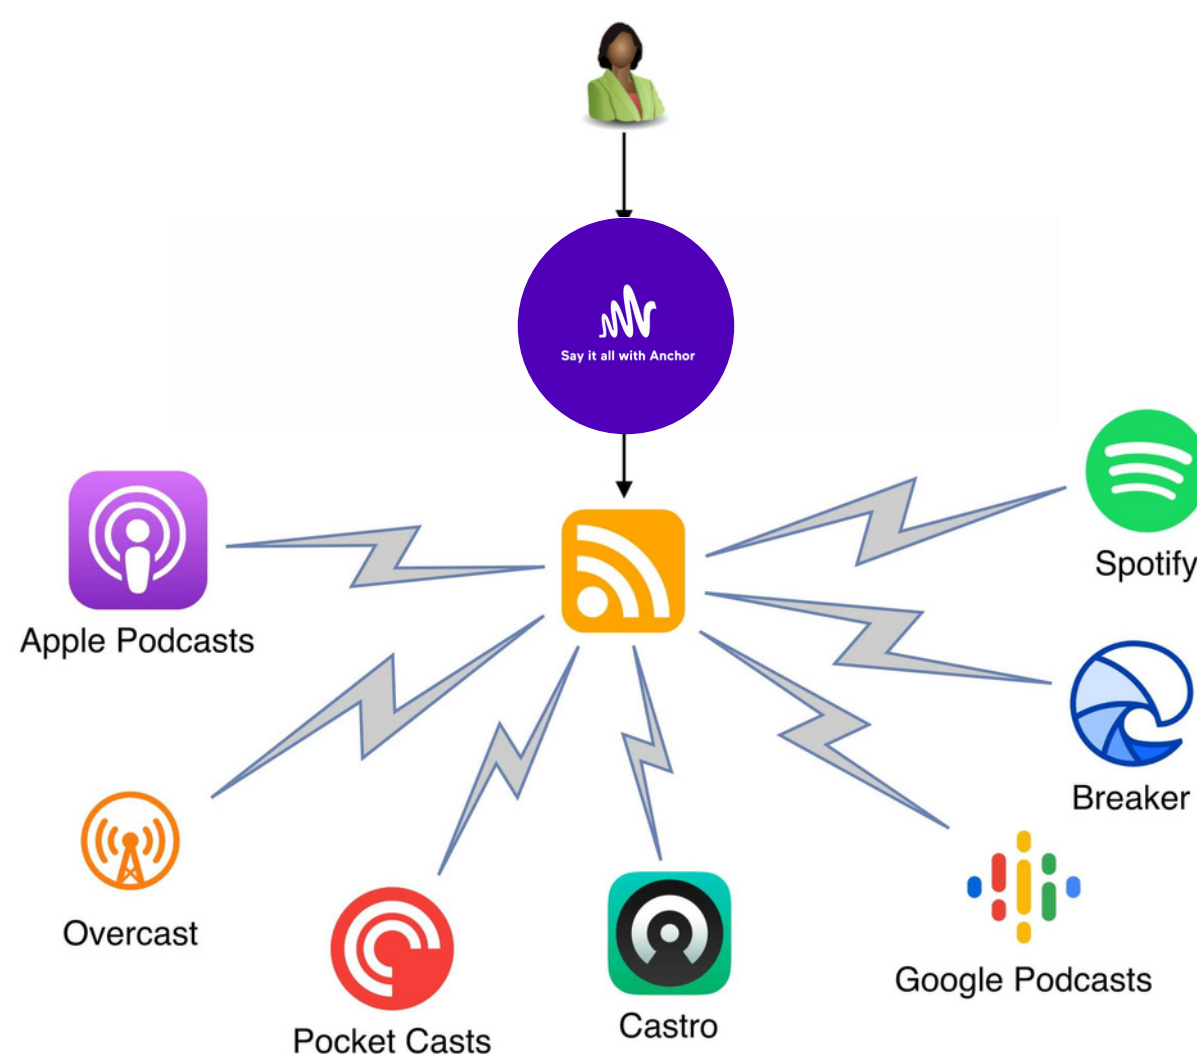 Say it all with Anchor
Spotify
Apple Podcasts
Breaker
Overcast
Google Podcasts
Castro
Pocket Casts